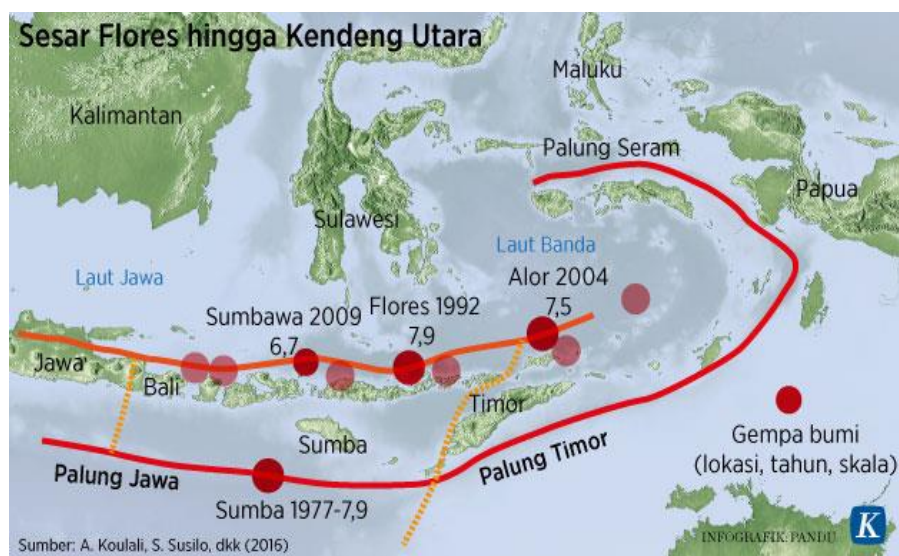 Sesar Flores hingga Kendeng Utara
Maluku
Kalimantan
Palung Seram
Papua
Sulawesi
Laut Banda
Laut Jawa
Alor 2004
7,5
Flores 1992
7,9
Sumbawa 2009
6,7
Jawa
Bali
Timor
Sumba
Palung Timor
Palung Jawa
Sumba 1977-7,9
Gempa bumi
(lokasi, tahun, skala)
Sumber: A. Koulali, S. Susilo, dkk (2016)
INFOGRAFIK: PANDU
K